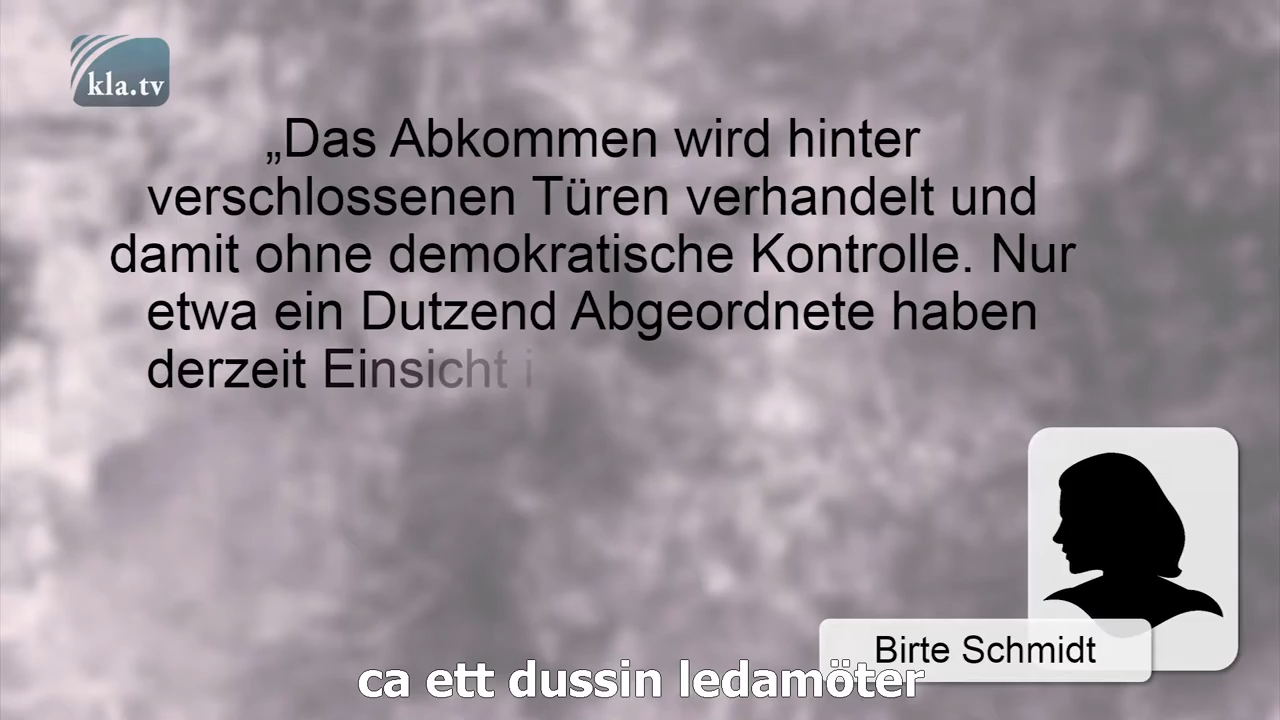 kla.tv
„Das Abkommen wird hinter
verschlossenen Türen verhandelt und
damit ohne demokratische Kontrolle. Nur
etwa ein Dutzend Abgeordnete haben
derzeit Einsicht i
Birte Schmidt
ca ett dussin ledamöter